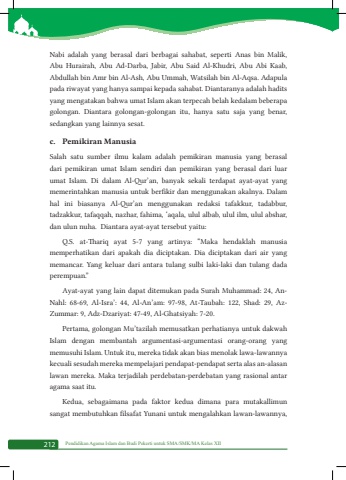 Nabi adalah yang berasal dari berbagai sahabat, seperti Anas bin Malik,
Abu Hurairah, Abu Ad-Darba, Jabir, Abu Said Al-Khudri, Abu Abi Kaab,
Abdullah bin Amr bin Al-Ash, Abu Ummah, Watsilah bin Al-Aqsa. Adapula
pada riwayat yang hanya sampai kepada sahabat. Diantaranya adalah hadits
yang mengatakan bahwa umat Islam akan terpecah belah kedalam beberapa
golongan. Diantara golongan-golongan itu, hanya satu saja yang benar,
sedangkan yang lainnya sesat.
c. Pemikiran Manusia
Salah satu sumber ilmu kalam adalah pemikiran manusia yang berasal
dari pemikiran umat Islam sendiri dan pemikiran yang berasal dari luar
umat Islam. Di dalam Al-Qur'an, banyak sekali terdapat ayat-ayat yang
memerintahkan manusia untuk berfikir dan menggunakan akalnya. Dalam
hal ini biasanya Al-Qur'an menggunakan redaksi tafakkur, tadabbur,
tadzakkur, tafaqqah, nazhar, fahima, 'aqala, ulul albab, ulul ilm, ulul abshar,
dan ulun nuha. Diantara ayat-ayat tersebut yaitu:
Q.S. at-Thariq ayat 5-7 yang artinya: "Maka hendaklah manusia
memperhatikan dari apakah dia diciptakan. Dia diciptakan dari air yang
memancar. Yang keluar dari antara tulang sulbi laki-laki dan tulang dada
perempuan."
Ayat-ayat yang lain dapat ditemukan pada Surah Muhammad: 24, An-
Nahl: 68-69, Al-Isra': 44, Al-An'am: 97-98, At-Taubah: 122, Shad: 29, Az-
Zummar: 9, Adz-Dzariyat: 47-49, Al-Ghatsiyah: 7-20.
Pertama, golongan Mu'tazilah memusatkan perhatianya untuk dakwah
Islam dengan membantah argumentasi-argumentasi orang-orang yang
memusuhi Islam. Untuk itu, mereka tidak akan bias menolak lawa-lawannya
kecuali sesudah mereka mempelajari pendapat-pendapat serta alas an-alasan
lawan mereka. Maka terjadilah perdebatan-perdebatan yang rasional antar
agama saat itu.
Kedua, sebagaimana pada faktor kedua dimana para mutakallimun
sangat membutuhkan filsafat Yunani untuk mengalahkan lawan-lawannya,
212 Pendidikan Agama Islam dan Budi Pekerti untuk SMA/SMK/MA Kelas XII